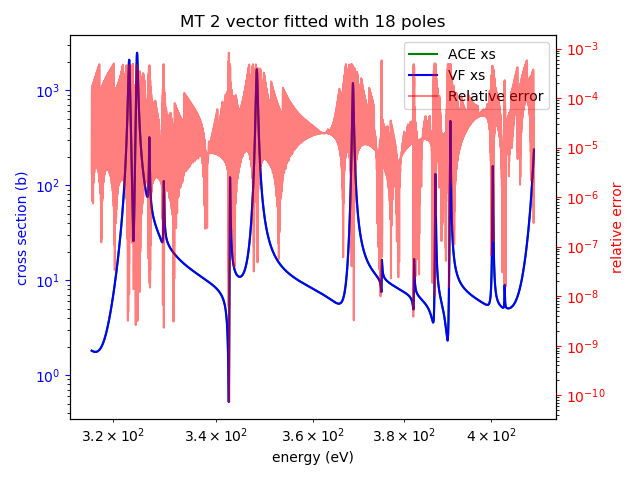 MT 2 vector fitted with 18 poles
ACE xs
VF xs
Relative error
cross section (b)
10³
10²
10¹
10⁰
10⁻³
10⁻⁴
10⁻⁵
10⁻⁶
10⁻⁷
10⁻⁸
10⁻⁹
10⁻¹⁰
relative error
3.2 × 10² 3.4 × 10² 3.6 × 10² 3.8 × 10² 4 × 10²
energy (eV)